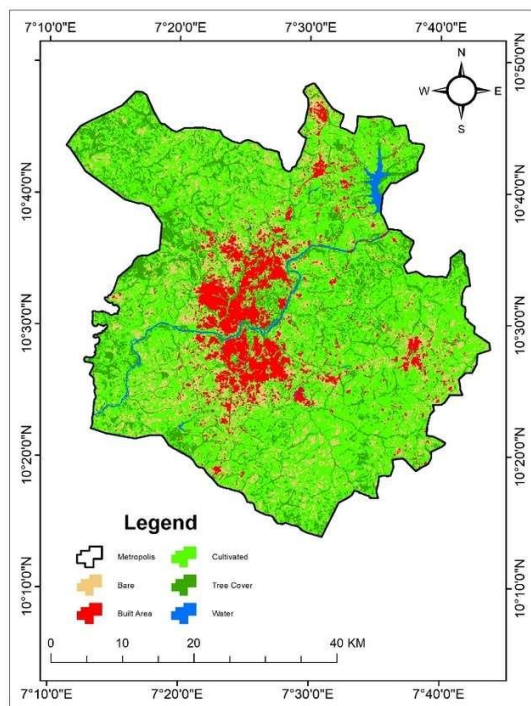 7°10'0"E 7°20'0"E 7°30'0"E 7°40'0"E
10°50'0"N
N
W E
S
10°40'0"N 10°40'0"N
10°30'0"N 10°30'0"N
10°20'0"N 10°20'0"N
10°10'0"N 10°10'0"N
Legend
Metropolis Cultivated
Bare Tree Cover
Built Area Water
0 10 20 40 KM
7°10'0"E 7°20'0"E 7°30'0"E 7°40'0"E